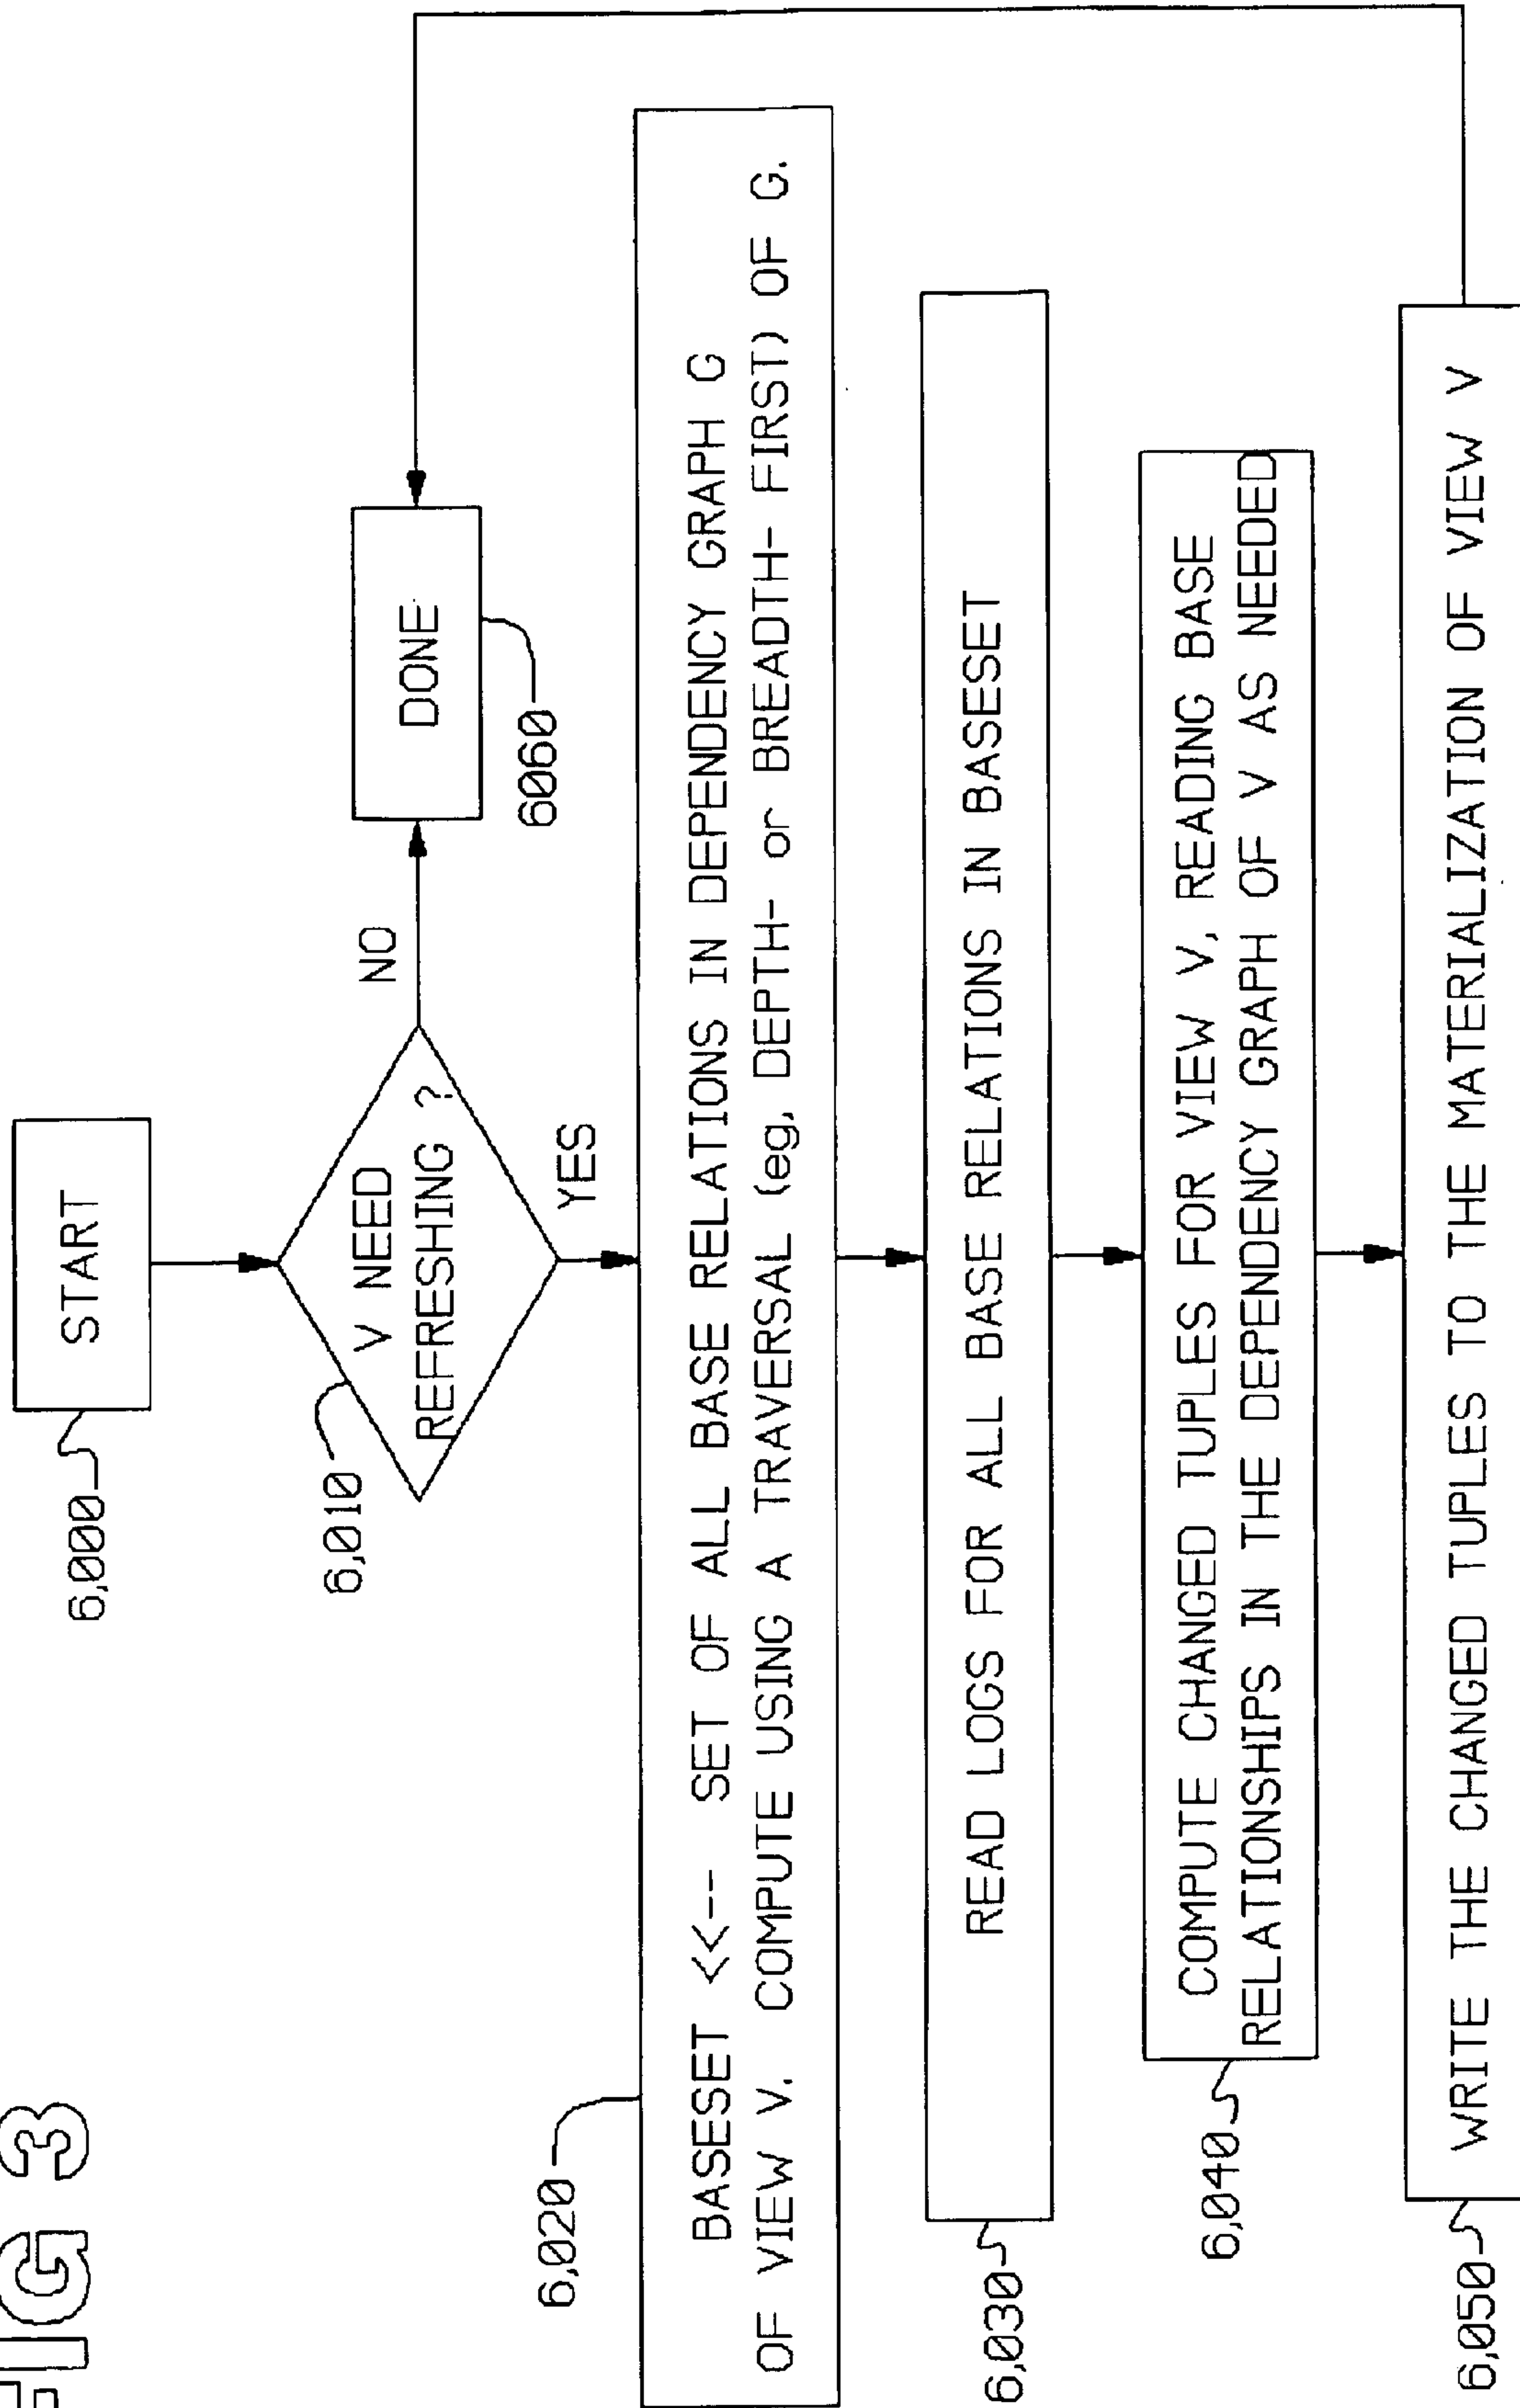 FIG 3
START
6,000
V NEED
REFRESHING ?
6,010
NO
DONE
6060
YES
6,020
BASESET <<-- SET OF ALL BASE RELATIONS IN DEPENDENCY GRAPH G
OF VIEW V. COMPUTE USING A TRAVERSAL (eg, DEPTH- or BREADTH- FIRST) OF G.
READ LOGS FOR ALL BASE RELATIONS IN BASESET
6,030
COMPUTE CHANGED TUPLES FOR VIEW V, READING BASE
RELATIONSHIPS IN THE DEPENDENCY GRAPH OF V AS NEEDED
6,040
WRITE THE CHANGED TUPLES TO THE MATERIALIZATION OF VIEW V
6,050